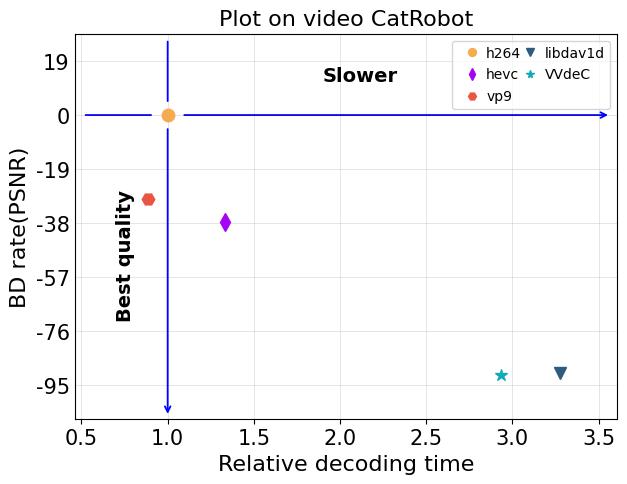 Plot on video CatRobot
h264
libdav1d
hevc
VVdeC
vp9
Slower
Best quality
BD rate(PSNR)
19
0
-19
-38
-57
-76
-95
0.5 1.0 1.5 2.0 2.5 3.0 3.5
Relative decoding time